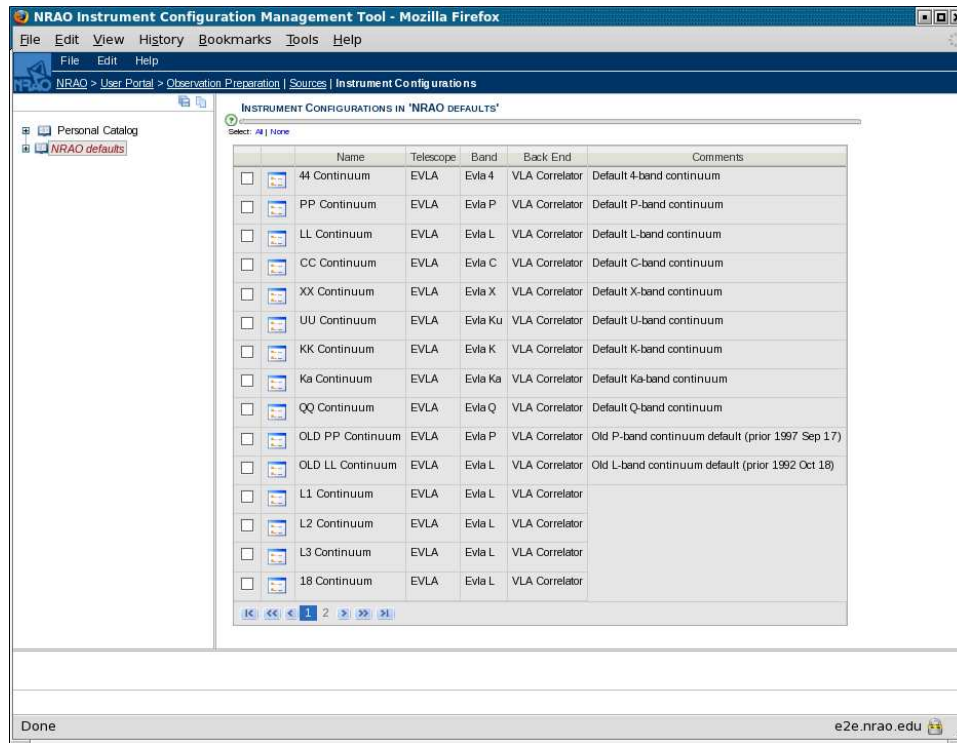 NRAO Instrument Configuration Management Tool - Mozilla Firefox
File Edit View History Bookmarks Tools Help
File Edit Help
NRAO
NRAO > User Portal > Observation Preparation | Sources | Instrument Configurations
Personal Catalog
NRAO defaults
INSTRUMENT CONFIGURATIONS IN 'NRAO DEFAULTS'
?
Select: All | None
Name Telescope Band Back End Comments
44 Continuum EVLA Evla 4 VLA Correlator Default 4-band continuum
PP Continuum EVLA Evla P VLA Correlator Default P-band continuum
LL Continuum EVLA Evla L VLA Correlator Default L-band continuum
CC Continuum EVLA Evla C VLA Correlator Default C-band continuum
XX Continuum EVLA Evla X VLA Correlator Default X-band continuum
UU Continuum EVLA Evla Ku VLA Correlator Default U-band continuum
KK Continuum EVLA Evla K VLA Correlator Default K-band continuum
Ka Continuum EVLA Evla Ka VLA Correlator Default Ka-band continuum
QQ Continuum EVLA Evla Q VLA Correlator Default Q-band continuum
OLD PP Continuum EVLA Evla P VLA Correlator Old P-band continuum default (prior 1997 Sep 17)
OLD LL Continuum EVLA Evla L VLA Correlator Old L-band continuum default (prior 1992 Oct 18)
L1 Continuum EVLA Evla L VLA Correlator
L2 Continuum EVLA Evla L VLA Correlator
L3 Continuum EVLA Evla L VLA Correlator
18 Continuum EVLA Evla L VLA Correlator
1 2
Done e2e.nrao.edu